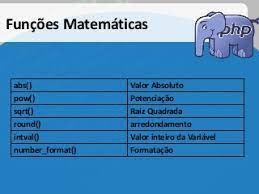 Funções Matemáticas
php
abs() Valor Absoluto
pow() Potenciação
sqrt() Raiz Quadrada
round() arredondamento
intval() Valor inteiro da Variável
number_format() Formatação